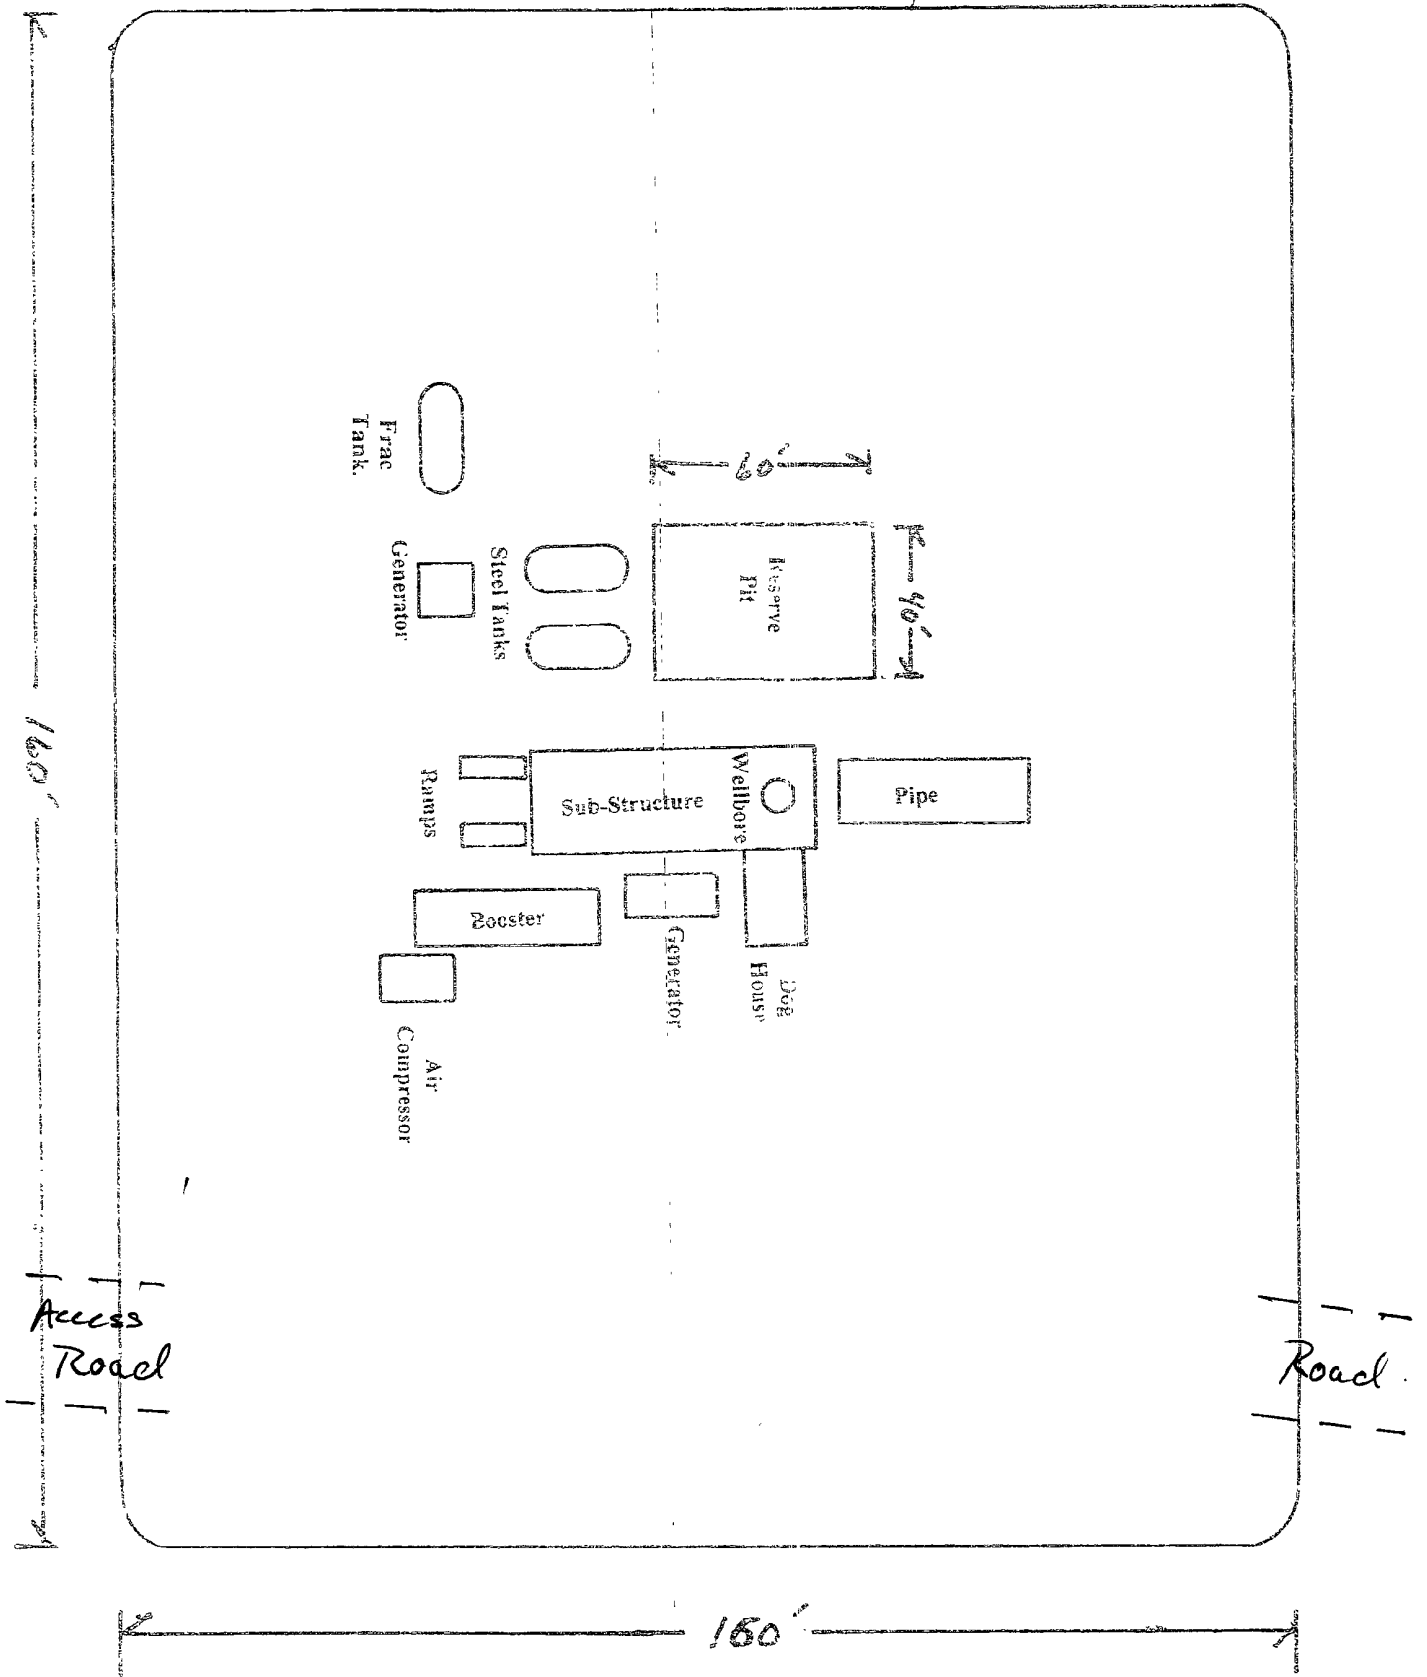 Frac
Tank.
60'
Generator
Steel Tanks
Reserve
Pit
40'
160'
Ramps
Sub-Structure
Wellbore
Pipe
Booster
Generator
Dog
House
Air
Compressor
Access
Road
Road
160'